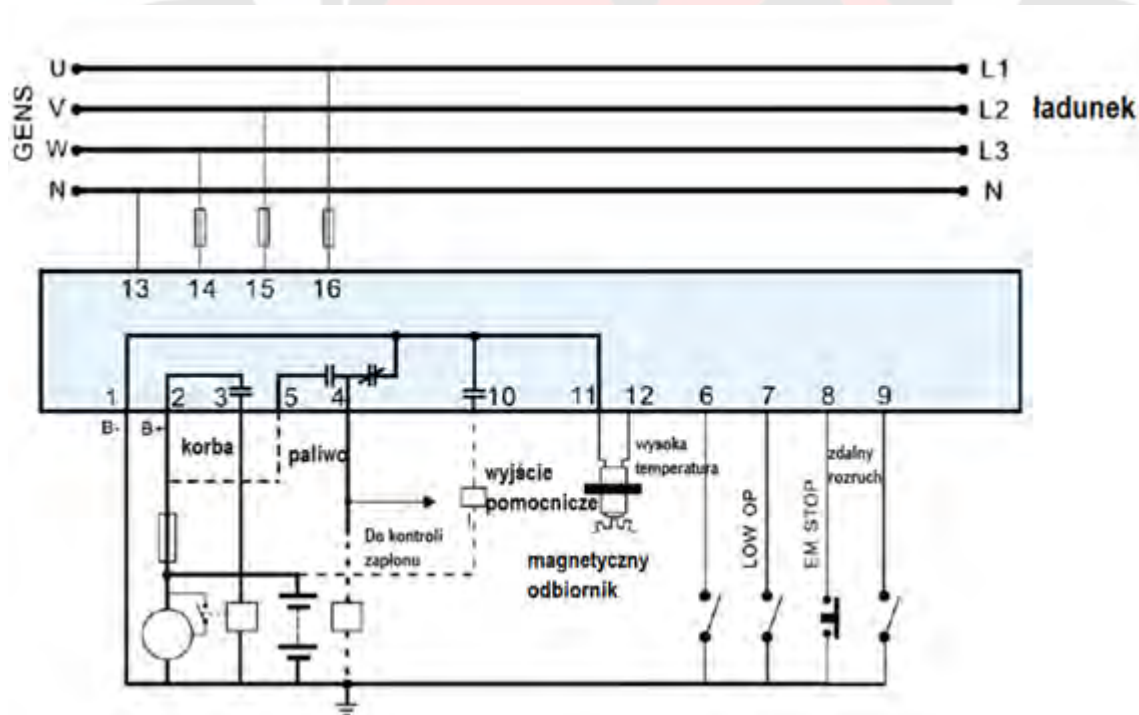 GENS
U
L1
V
L2
ładunek
W
L3
N
N
13
14
15
16
1
2
3
5
4
10
11
12
6
7
8
9
B-
B+
korba
paliwo
wyjście
pomocnicze
wysoka
temperatura
zdalny
rozruch
LOW OP
EM STOP
Do kontroli
zapłonu
magnetyczny
odbiornik